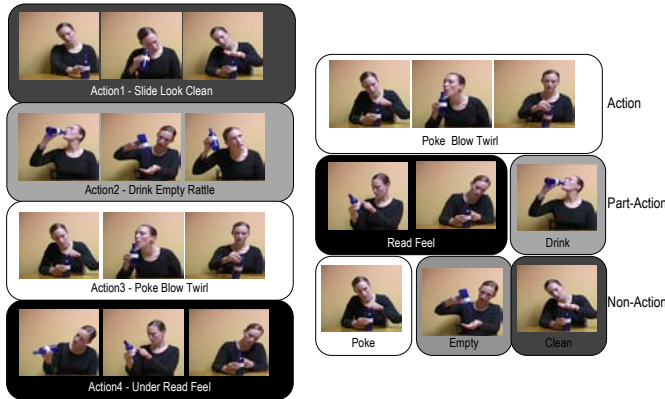 Action1 - Slide Look Clean
Action2 - Drink Empty Rattle
Action3 - Poke Blow Twirl
Action4 - Under Read Feel
Poke Blow Twirl
Action
Read Feel
Drink
Part-Action
Poke
Empty
Clean
Non-Action